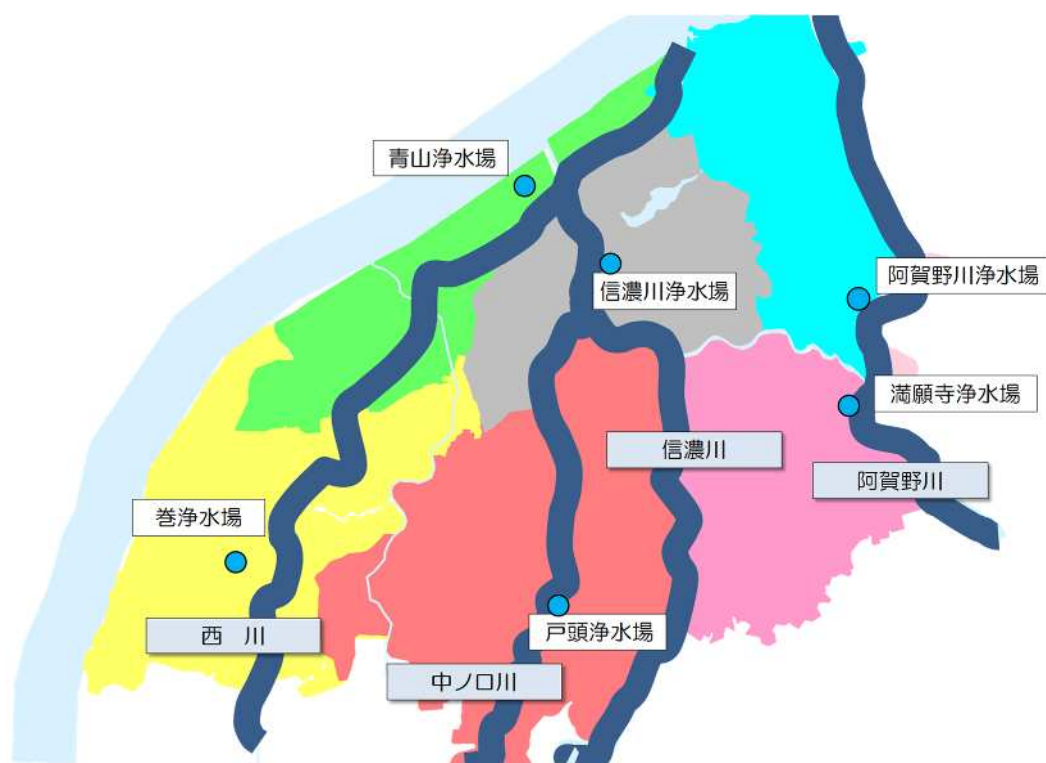 青山浄水場
信濃川浄水場
阿賀野川浄水場
満願寺浄水場
信濃川
阿賀野川
巻浄水場
戸頭浄水場
西　川
中ノ口川